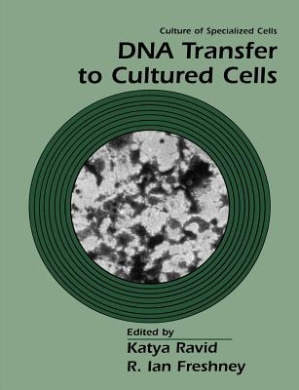 Culture of Specialized Cells
DNA Transfer
to Cultured Cells
Edited by
Katya Ravid
R. Ian Freshney